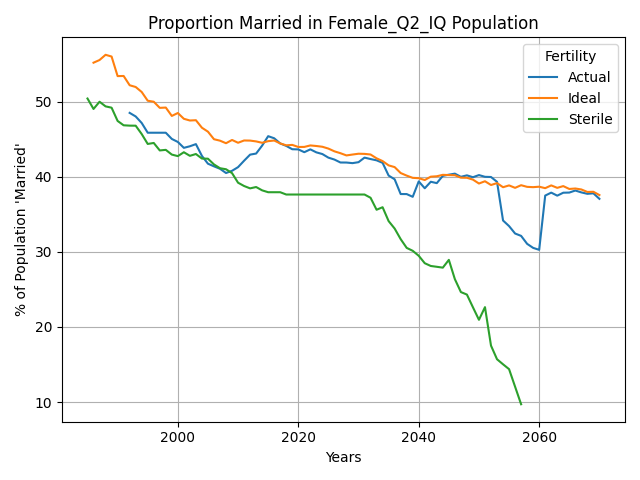 Proportion Married in Female_Q2_IQ Population
Fertility
Actual
Ideal
Sterile
% of Population 'Married'
50
40
30
20
10
2000 2020 2040 2060
Years